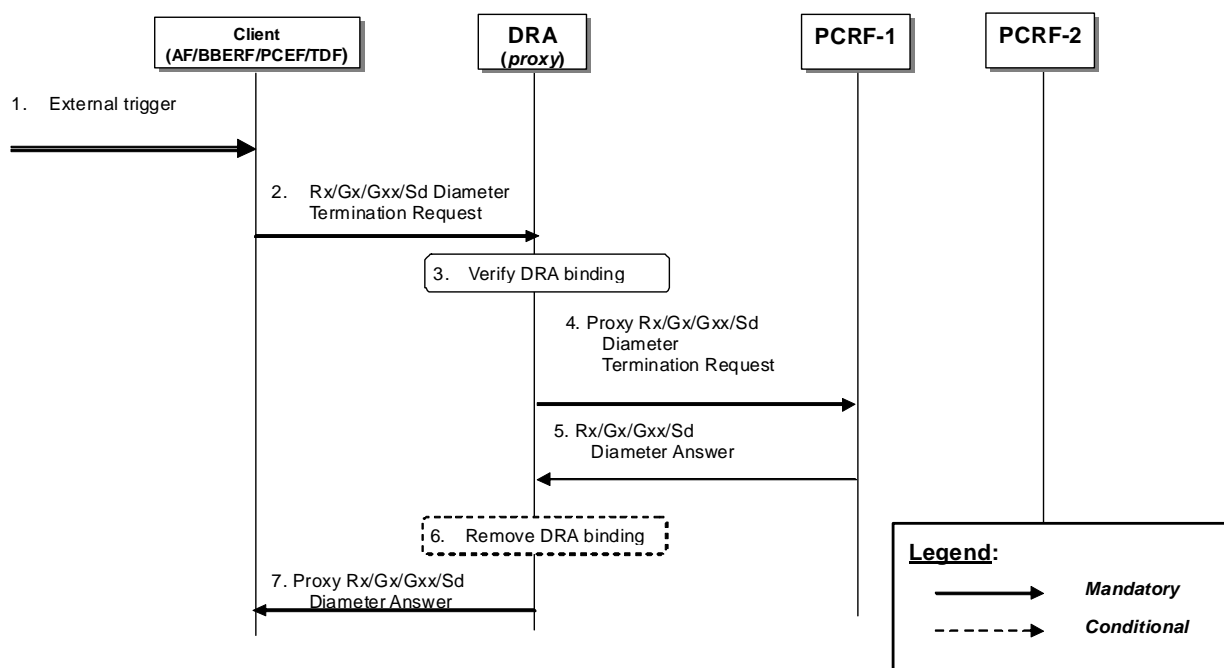 Client
(AF/BBERF/PCEF/TDF)
DRA
(proxy)
PCRF-1
PCRF-2
1. External trigger
2. Rx/Gx/Gxx/Sd Diameter
Termination Request
3. Verify DRA binding
4. Proxy Rx/Gx/Gxx/Sd
Diameter
Termination Request
5. Rx/Gx/Gxx/Sd
Diameter Answer
6. Remove DRA binding
7. Proxy Rx/Gx/Gxx/Sd
Diameter Answer
Legend:
Mandatory
Conditional